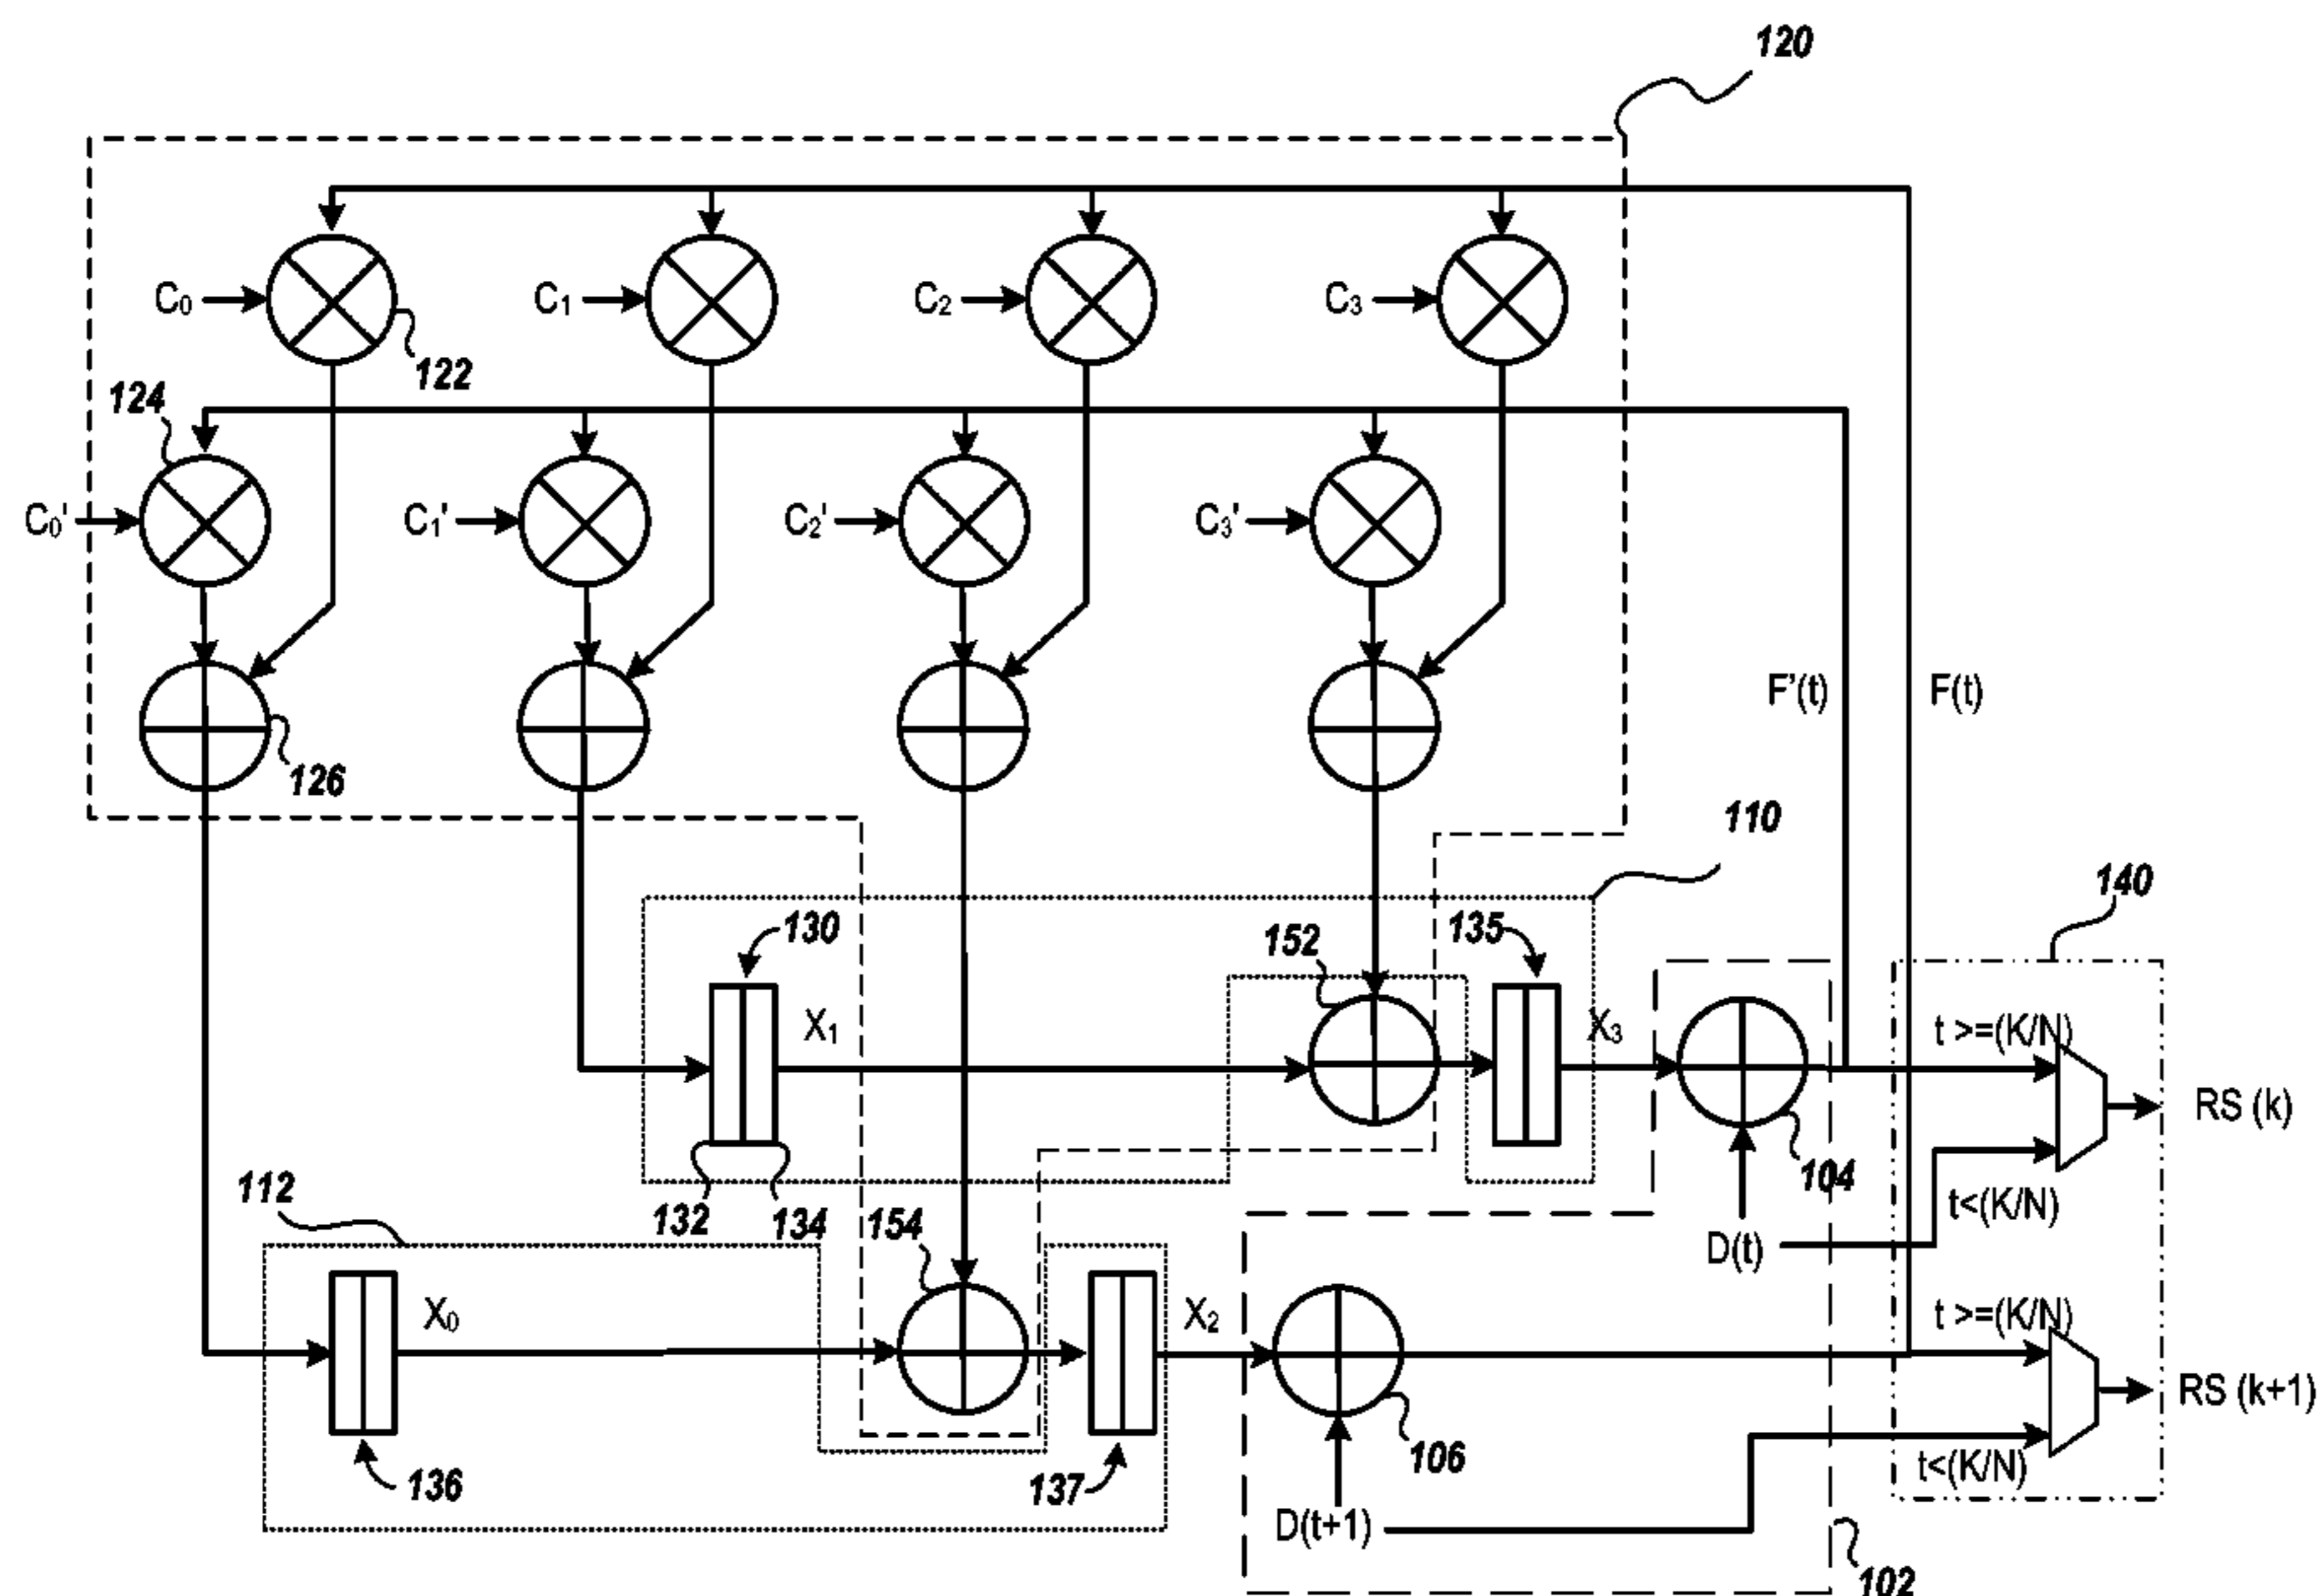 120
C₀
C₁
C₂
C₃
122
124
C₀'
C₁'
C₂'
C₃'
126
F'(t)
F(t)
110
140
130
152
135
X₁
X₃
t >=(K/N)
RS (k)
104
t<(K/N)
132
134
112
154
D(t)
X₀
X₂
t >=(K/N)
RS (k+1)
106
t<(K/N)
136
137
D(t+1)
102